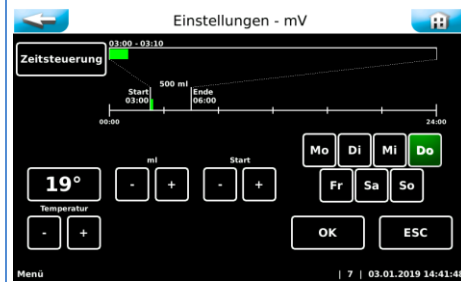 Einstellungen - mV
03:00 - 03:10
Zeitsteuerung
500 ml
Start Ende
03:00 06:00
00:00 24:00
Mo Di Mi Do
ml Start
19° - + - + Fr Sa So
Temperatur
- + OK ESC
Menü | 7 | 03.01.2019 14:41:48